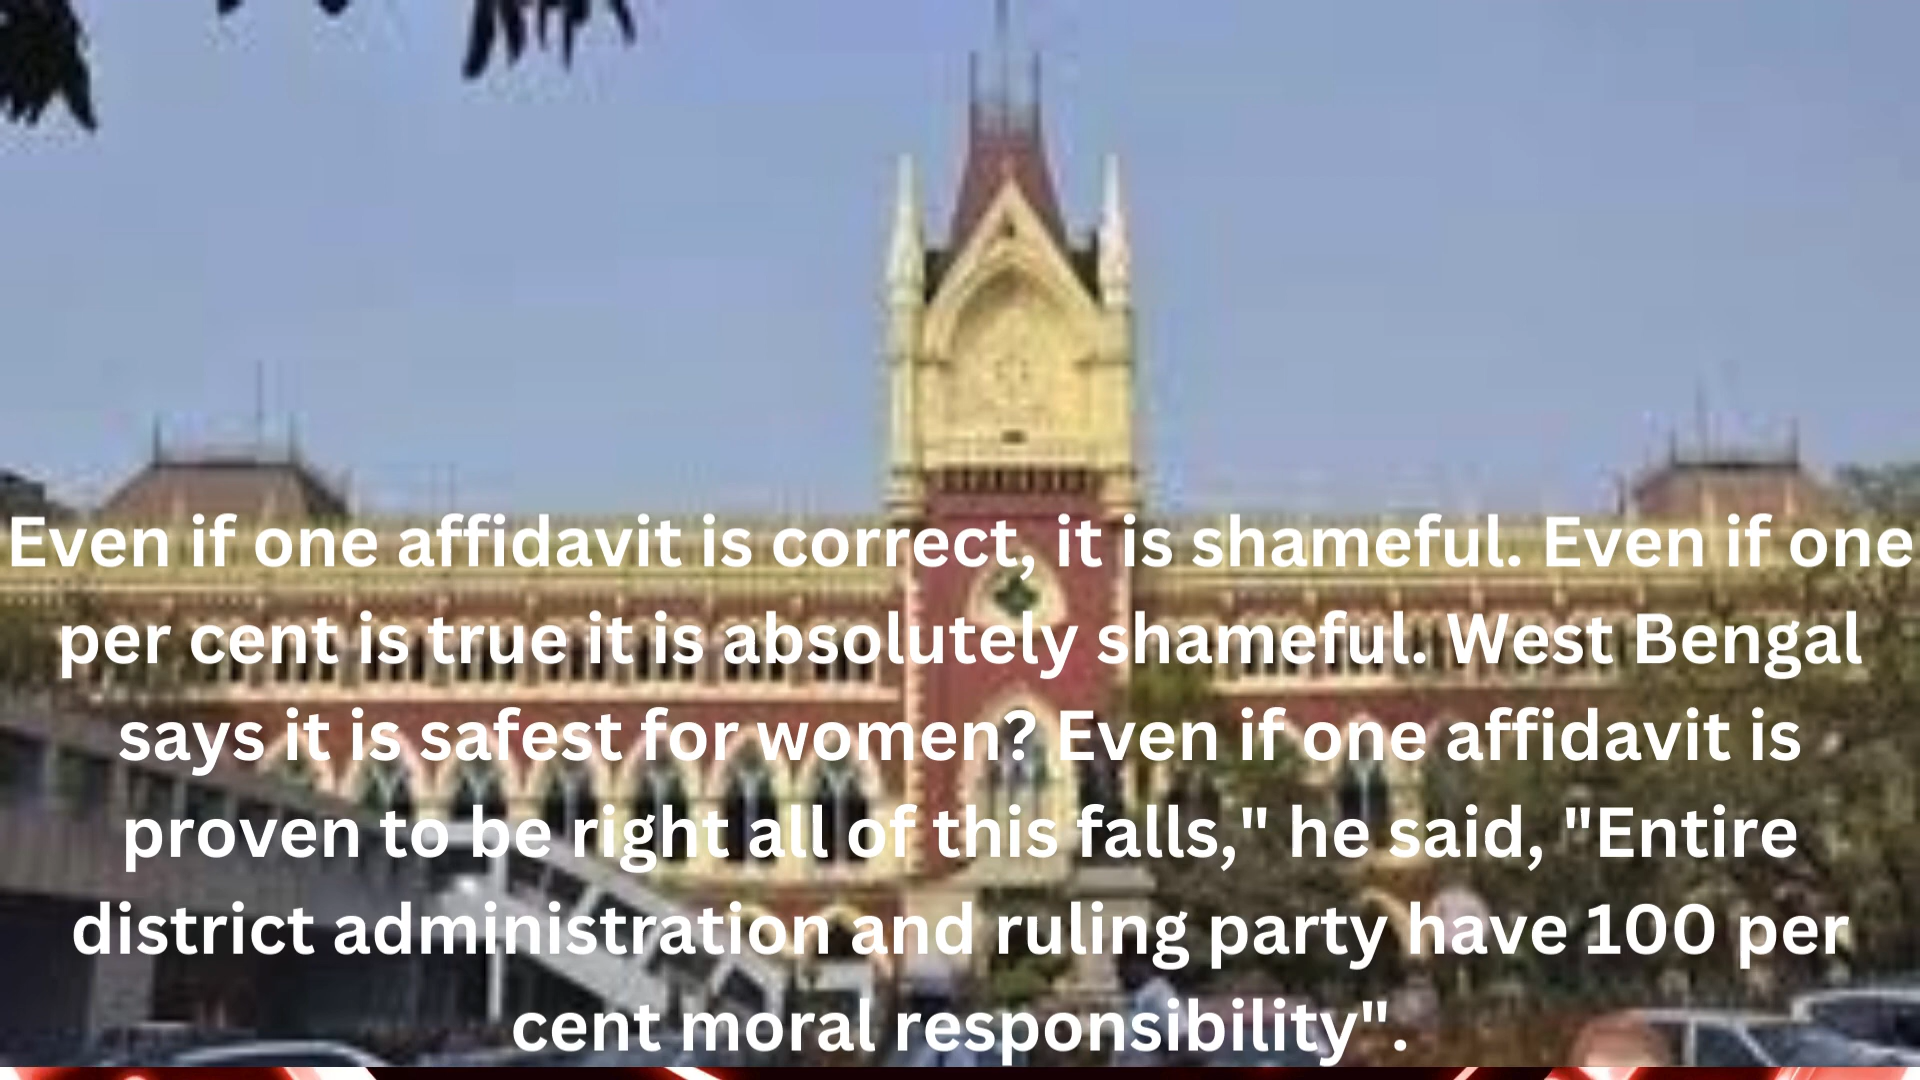 Even if one affidavit is correct, it is shameful. Even if one
per cent is true it is absolutely shameful. West Bengal
says it is safest for women? Even if one affidavit is
proven to be right all of this falls," he said, "Entire
district administration and ruling party have 100 per
cent moral responsibility".